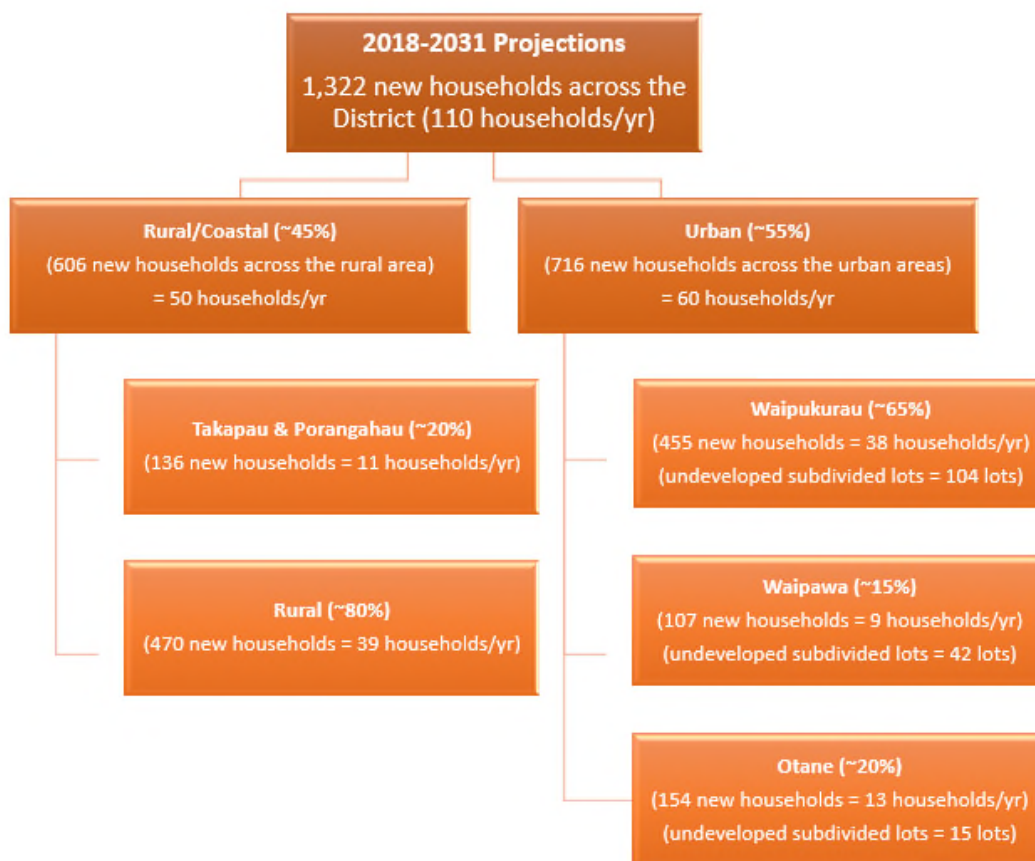 2018-2031 Projections
1,322 new households across the
District (110 households/yr)
Rural/Coastal (~45%)
(606 new households across the rural area)
= 50 households/yr
Urban (~55%)
(716 new households across the urban areas)
= 60 households/yr
Takapau & Porangahau (~20%)
(136 new households = 11 households/yr)
Rural (~80%)
(470 new households = 39 households/yr)
Waipukurau (~65%)
(455 new households = 38 households/yr)
(undeveloped subdivided lots = 104 lots)
Waipawa (~15%)
(107 new households = 9 households/yr)
(undeveloped subdivided lots = 42 lots)
Otane (~20%)
(154 new households = 13 households/yr)
(undeveloped subdivided lots = 15 lots)